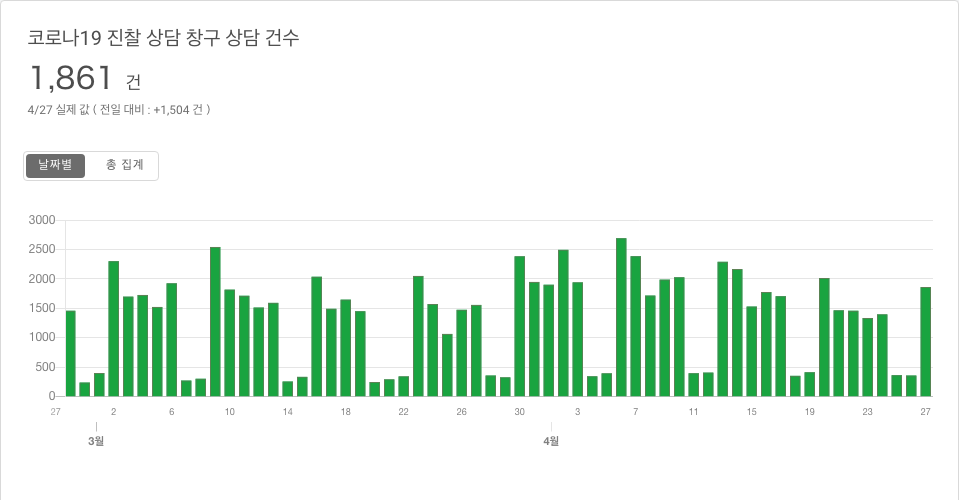 코로나19 진찰 상담 창구 상담 건수
1,861 건
4/27 실제 값 ( 전일 대비 : +1,504 건 )
날짜별 총 집계
3000
2500
2000
1500
1000
500
0
27 2 6 10 14 18 22 26 30 3 7 11 15 19 23 27
3월 4월